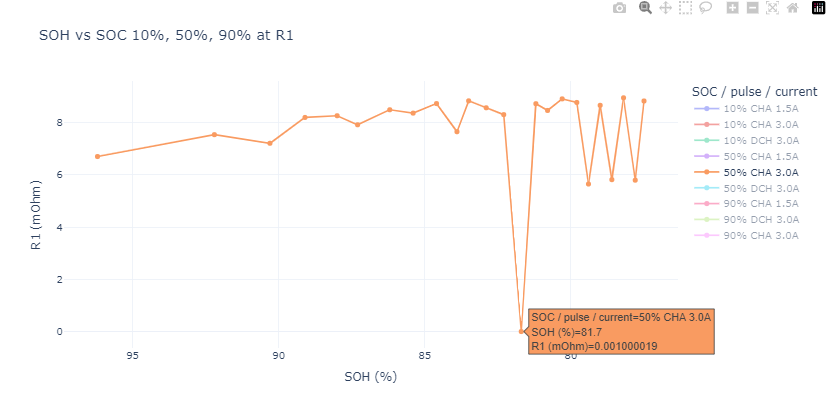 SOH vs SOC 10%, 50%, 90% at R1
SOC / pulse / current
10% CHA 1.5A
10% CHA 3.0A
10% DCH 3.0A
50% CHA 1.5A
50% CHA 3.0A
50% DCH 3.0A
90% CHA 1.5A
90% DCH 3.0A
90% CHA 3.0A
R1 (mOhm)
8
6
4
2
0
SOC / pulse / current=50% CHA 3.0A
SOH (%)=81.7
R1 (mOhm)=0.001000019
95
90
85
80
SOH (%)